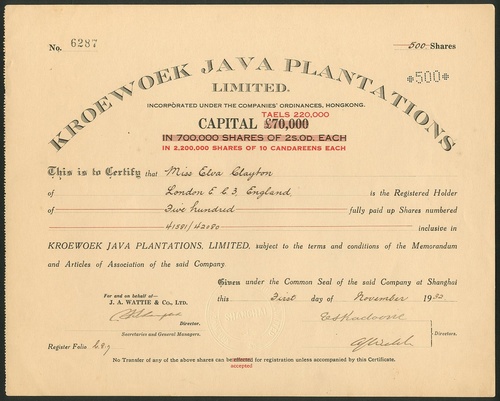 No. 6287
500 Shares
*500*
KROEWOEK JAVA PLANTATIONS
LIMITED.
INCORPORATED UNDER THE COMPANIES' ORDINANCES, HONGKONG.
TAELS 220,000
CAPITAL £70,000
IN 700,000 SHARES OF 2S.0D. EACH
IN 2,200,000 SHARES OF 10 CANDAREENS EACH
This is to Certify that Miss Elva Clayton
of London E C 3, England is the Registered Holder
of Five hundred fully paid up Shares numbered
41581/42080 inclusive in
KROEWOEK JAVA PLANTATIONS, LIMITED, subject to the terms and conditions of the Memorandum
and Articles of Association of the said Company.
Given under the Common Seal of the said Company at Shanghai
this First day of November 1930
For and on behalf of—
J. A. WATTIE & Co., LTD.
Director.
Secretaries and General Managers.
Directors.
Register Folio
No Transfer of any of the above shares can be effected for registration unless accompanied by this Certificate.
accepted